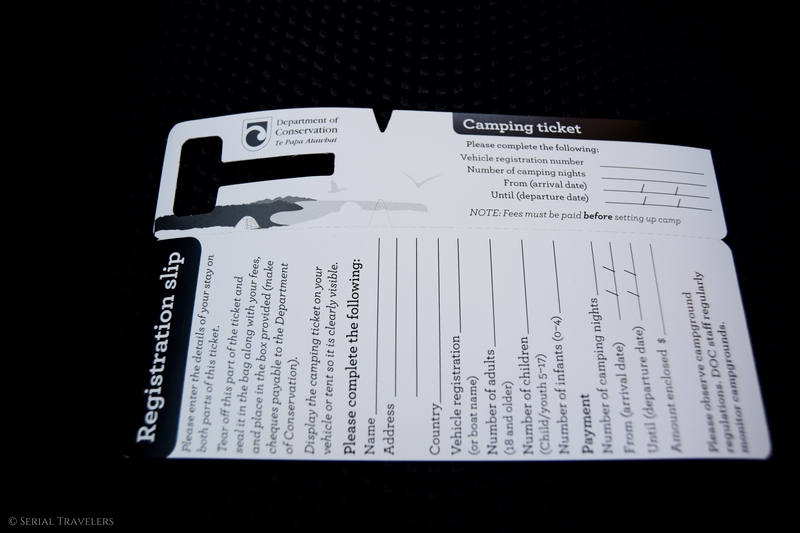 Department of
Conservation
Te Papa Atawhai
Camping ticket
Please complete the following:
Vehicle registration number
Number of camping nights
From (arrival date) / /
Until (departure date) / /
NOTE: Fees must be paid before setting up camp
Registration slip
Please enter the details of your stay on
both parts of this ticket.
Tear off this part of the ticket and
seal it in the bag along with your fees,
and place in the box provided (make
cheques payable to the Department
of Conservation).
Display the camping ticket on your
vehicle or tent so it is clearly visible.
Please complete the following:
Name
Address
Country
Vehicle registration
(or boat name)
Number of adults
(18 and older)
Number of children
(Child/youth 5–17)
Number of infants (0–4)
Payment
Number of camping nights
From (arrival date) / /
Until (departure date) / /
Amount enclosed $
Please observe campground
regulations. DOC staff regularly
monitor campgrounds.
© SERIAL TRAVELERS